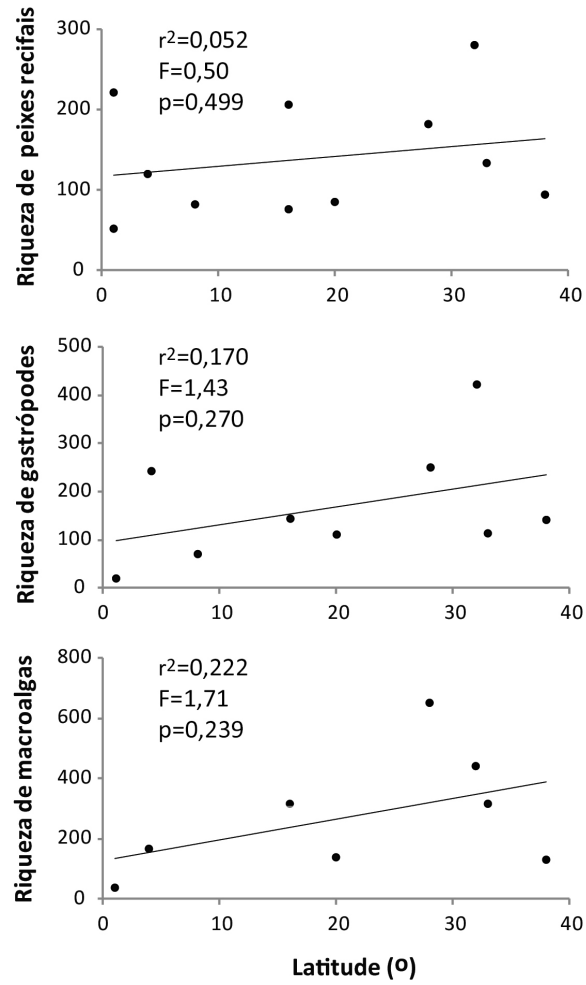 Riqueza de peixes recifais
300
200
100
0
r²=0,052
F=0,50
p=0,499
0 10 20 30 40
Riqueza de gastrópodes
500
400
300
200
100
0
r²=0,170
F=1,43
p=0,270
0 10 20 30 40
Riqueza de macroalgas
800
600
400
200
0
r²=0,222
F=1,71
p=0,239
0 10 20 30 40
Latitude (º)